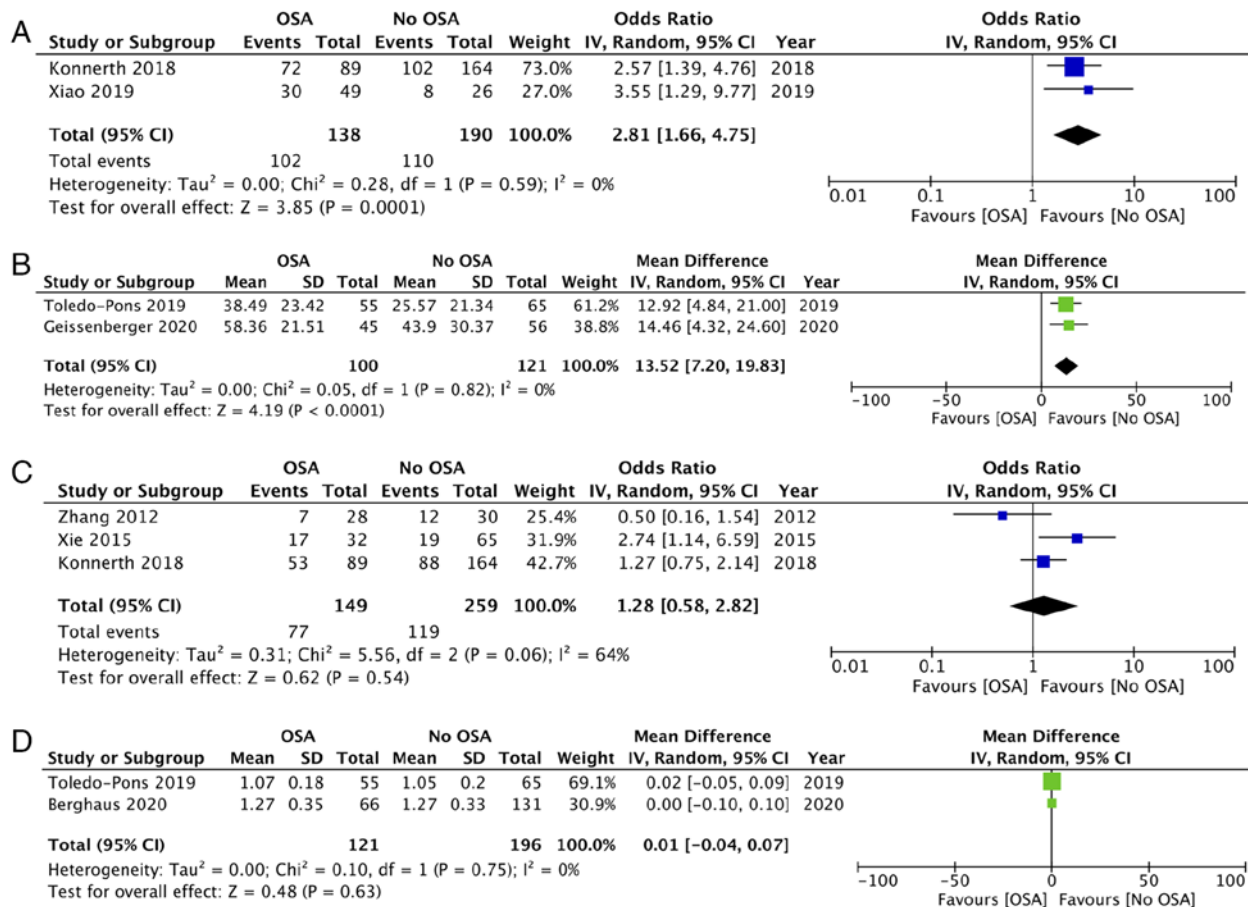 A
OSA No OSA Odds Ratio Odds Ratio
Study or Subgroup Events Total Events Total Weight IV, Random, 95% CI Year IV, Random, 95% CI
Konnerth 2018 72 89 102 164 73.0% 2.57 [1.39, 4.76] 2018
Xiao 2019 30 49 8 26 27.0% 3.55 [1.29, 9.77] 2019
Total (95% CI) 138 190 100.0% 2.81 [1.66, 4.75]
Total events 102 110
Heterogeneity: Tau² = 0.00; Chi² = 0.28, df = 1 (P = 0.59); I² = 0%
Test for overall effect: Z = 3.85 (P = 0.0001)
0.01 0.1 1 10 100
Favours [OSA] Favours [No OSA]
B
OSA No OSA Mean Difference Mean Difference
Study or Subgroup Mean SD Total Mean SD Total Weight IV, Random, 95% CI Year IV, Random, 95% CI
Toledo-Pons 2019 38.49 23.42 55 25.57 21.34 65 61.2% 12.92 [4.84, 21.00] 2019
Geissenberger 2020 58.36 21.51 45 43.9 30.37 56 38.8% 14.46 [4.32, 24.60] 2020
Total (95% CI) 100 121 100.0% 13.52 [7.20, 19.83]
Heterogeneity: Tau² = 0.00; Chi² = 0.05, df = 1 (P = 0.82); I² = 0%
Test for overall effect: Z = 4.19 (P < 0.0001)
-100 -50 0 50 100
Favours [OSA] Favours [No OSA]
C
OSA No OSA Odds Ratio Odds Ratio
Study or Subgroup Events Total Events Total Weight IV, Random, 95% CI Year IV, Random, 95% CI
Zhang 2012 7 28 12 30 25.4% 0.50 [0.16, 1.54] 2012
Xie 2015 17 32 19 65 31.9% 2.74 [1.14, 6.59] 2015
Konnerth 2018 53 89 88 164 42.7% 1.27 [0.75, 2.14] 2018
Total (95% CI) 149 259 100.0% 1.28 [0.58, 2.82]
Total events 77 119
Heterogeneity: Tau² = 0.31; Chi² = 5.56, df = 2 (P = 0.06); I² = 64%
Test for overall effect: Z = 0.62 (P = 0.54)
0.01 0.1 1 10 100
Favours [OSA] Favours [No OSA]
D
OSA No OSA Mean Difference Mean Difference
Study or Subgroup Mean SD Total Mean SD Total Weight IV, Random, 95% CI Year IV, Random, 95% CI
Toledo-Pons 2019 1.07 0.18 55 1.05 0.2 65 69.1% 0.02 [-0.05, 0.09] 2019
Berghaus 2020 1.27 0.35 66 1.27 0.33 131 30.9% 0.00 [-0.10, 0.10] 2020
Total (95% CI) 121 196 100.0% 0.01 [-0.04, 0.07]
Heterogeneity: Tau² = 0.00; Chi² = 0.10, df = 1 (P = 0.75); I² = 0%
Test for overall effect: Z = 0.48 (P = 0.63)
-100 -50 0 50 100
Favours [OSA] Favours [No OSA]